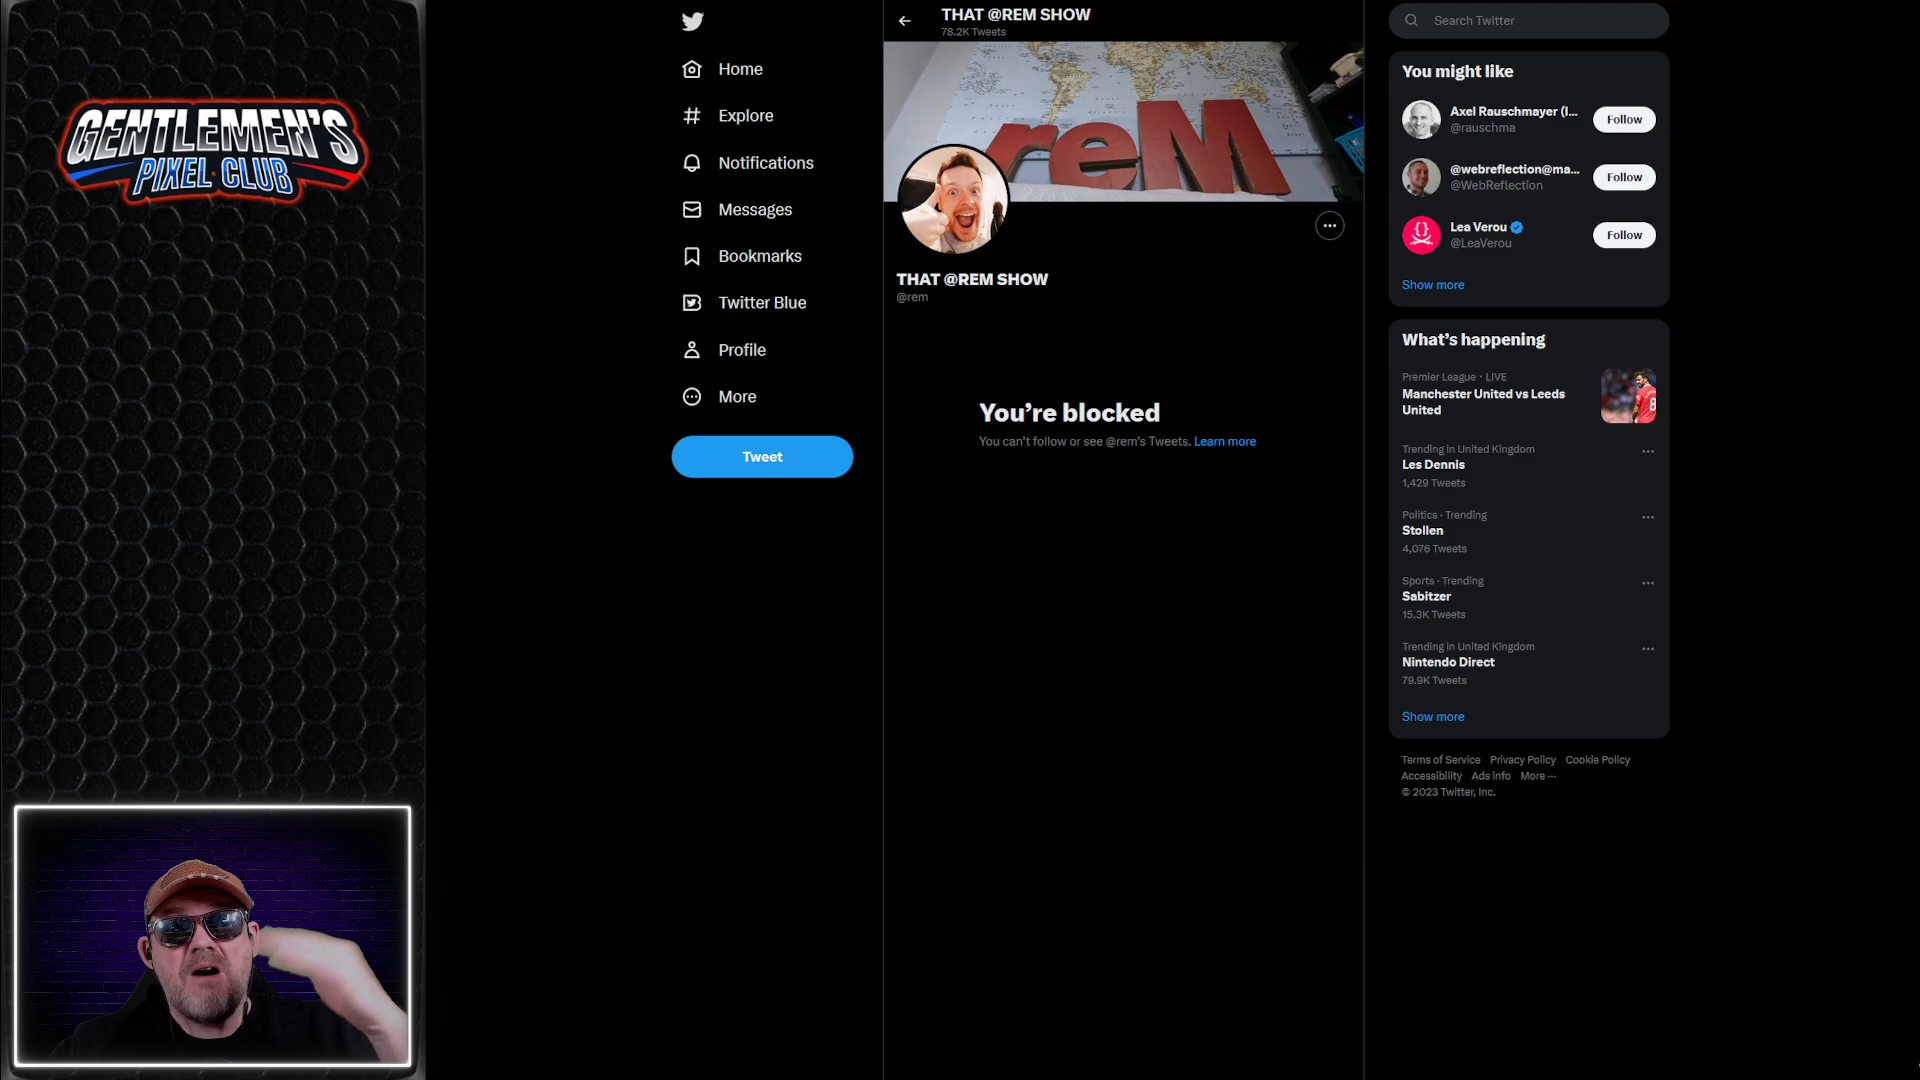 GENTLEMEN'S
PIXEL CLUB
Home
Explore
Notifications
Messages
Bookmarks
Twitter Blue
Profile
More
Tweet
THAT @REM SHOW
78.2K Tweets
reM
THAT @REM SHOW
@rem
You're blocked
You can't follow or see @rem's Tweets. Learn more
Search Twitter
You might like
Axel Rauschmayer (I...
@rauschma
Follow
@webreflection@ma...
@WebReflection
Follow
Lea Verou
@LeaVerou
Follow
Show more
What's happening
Premier League · LIVE
Manchester United vs Leeds
United
8
Trending in United Kingdom
Les Dennis
1,429 Tweets
Politics · Trending
Stollen
4,076 Tweets
Sports · Trending
Sabitzer
15.3K Tweets
Trending in United Kingdom
Nintendo Direct
79.9K Tweets
Show more
Terms of Service Privacy Policy Cookie Policy
Accessibility Ads info More ...
© 2023 Twitter, Inc.